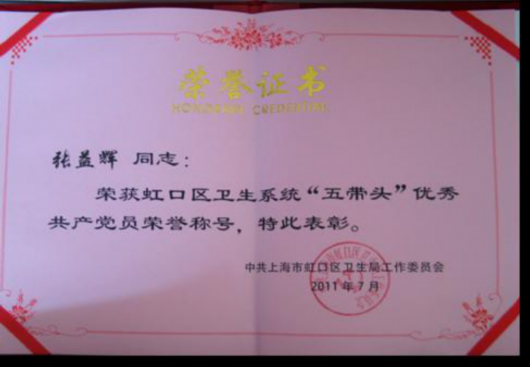 荣誉证书
HONORARY CREDENTIAL
张益辉 同志：
荣获虹口区卫生系统“五带头”优秀
共产党员荣誉称号，特此表彰。
中共上海市虹口区卫生局工作委员会
2011年7月